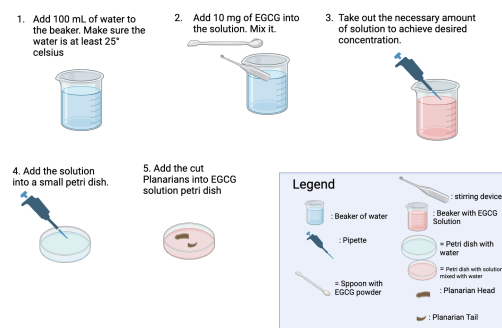 1. Add 100 mL of water to
the beaker. Make sure the
water is at least 25°
celsius
2. Add 10 mg of EGCG into
the solution. Mix it.
3. Take out the necessary amount
of solution to achieve desired
concentration.
4. Add the solution
into a small petri dish.
5. Add the cut
Planarians into EGCG
solution petri dish
Legend
: stirring device
: Beaker of water
: Beaker with EGCG
Solution
: Pipette
= Petri dish with
water
= Sppoon with
EGCG powder
= Petri dish with solution
mixed with water
: Planarian Head
: Planarian Tail